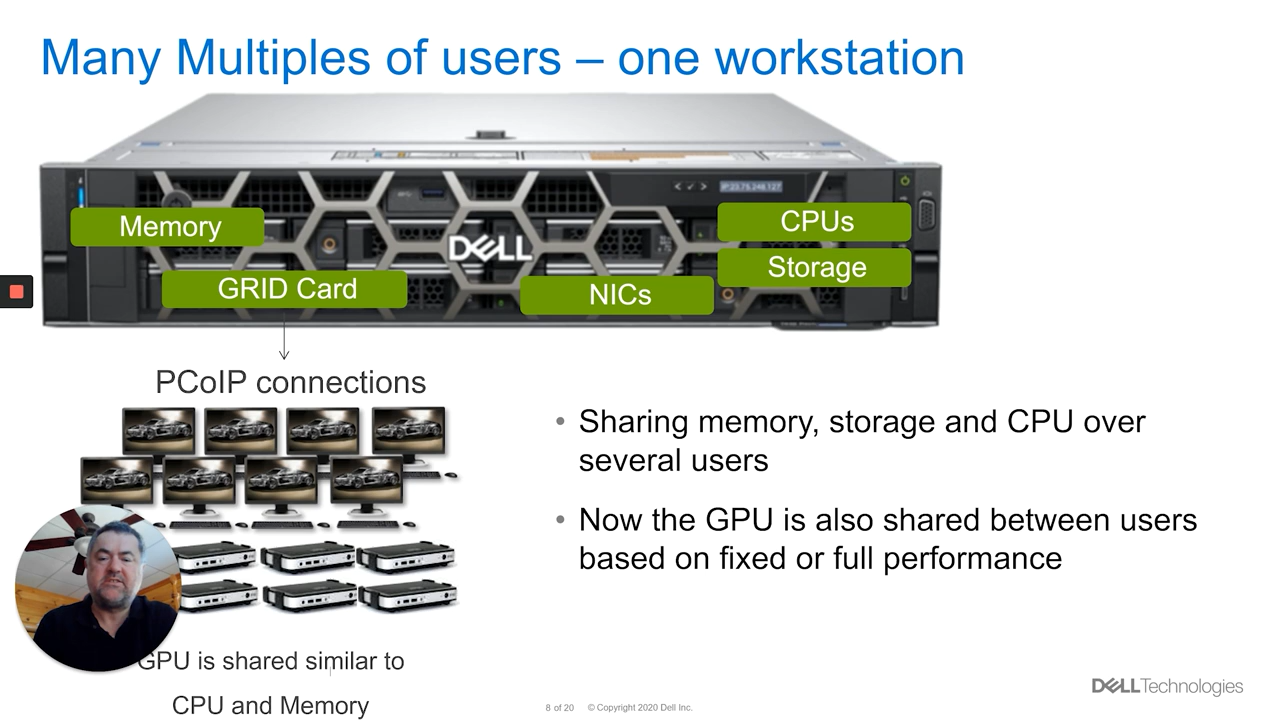 Many Multiples of users – one workstation
Memory
CPUs
DELL
Storage
GRID Card
NICs
PCoIP connections
• Sharing memory, storage and CPU over
several users
• Now the GPU is also shared between users
based on fixed or full performance
GPU is shared similar to
CPU and Memory
8 of 20 © Copyright 2020 Dell Inc.
DELLTechnologies